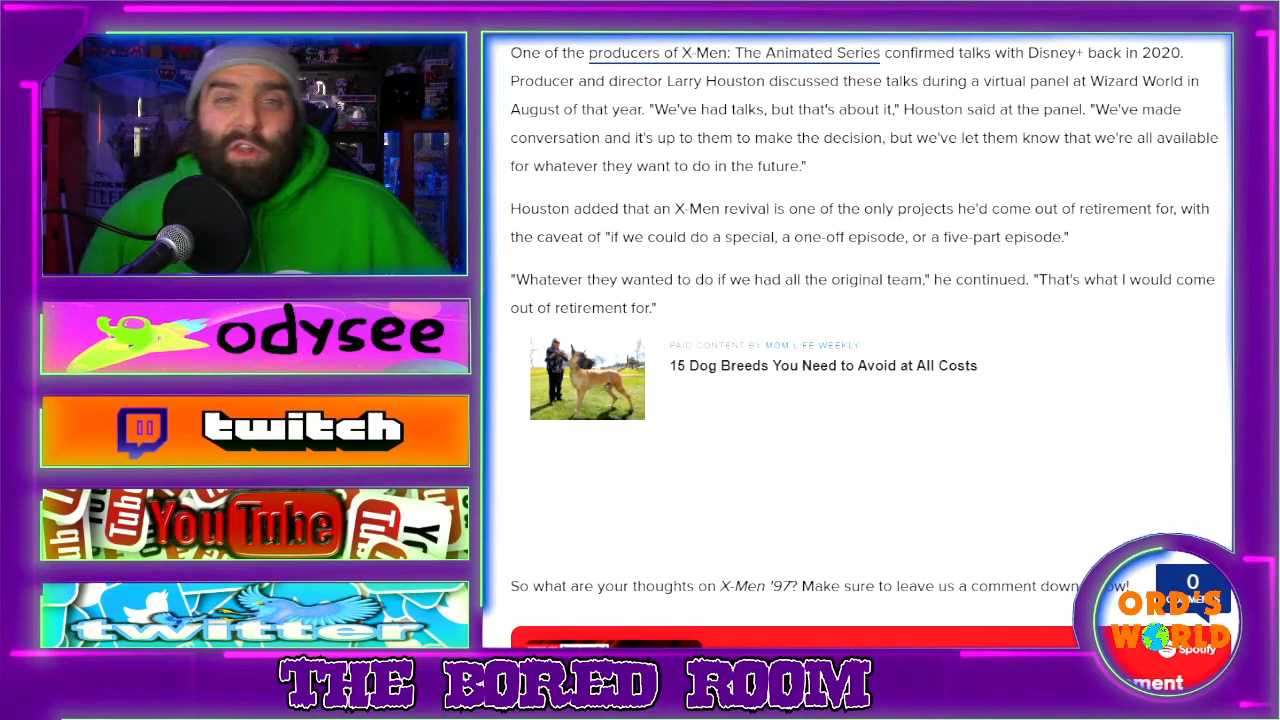 One of the producers of X-Men: The Animated Series confirmed talks with Disney+ back in 2020.
Producer and director Larry Houston discussed these talks during a virtual panel at Wizard World in
August of that year. "We've had talks, but that's about it," Houston said at the panel. "We've made
conversation and it's up to them to make the decision, but we've let them know that we're all available
for whatever they want to do in the future."
Houston added that an X-Men revival is one of the only projects he'd come out of retirement for, with
the caveat of "if we could do a special, a one-off episode, or a five-part episode."
"Whatever they wanted to do if we had all the original team," he continued. "That's what I would come
out of retirement for."
PAID CONTENT BY MOM LIFE WEEKLY
15 Dog Breeds You Need to Avoid at All Costs
So what are your thoughts on X-Men '97? Make sure to leave us a comment down
0
ORD'S
WORLD
Spotify
odysee
twitch
YouTube
twitter
THE BORED ROOM